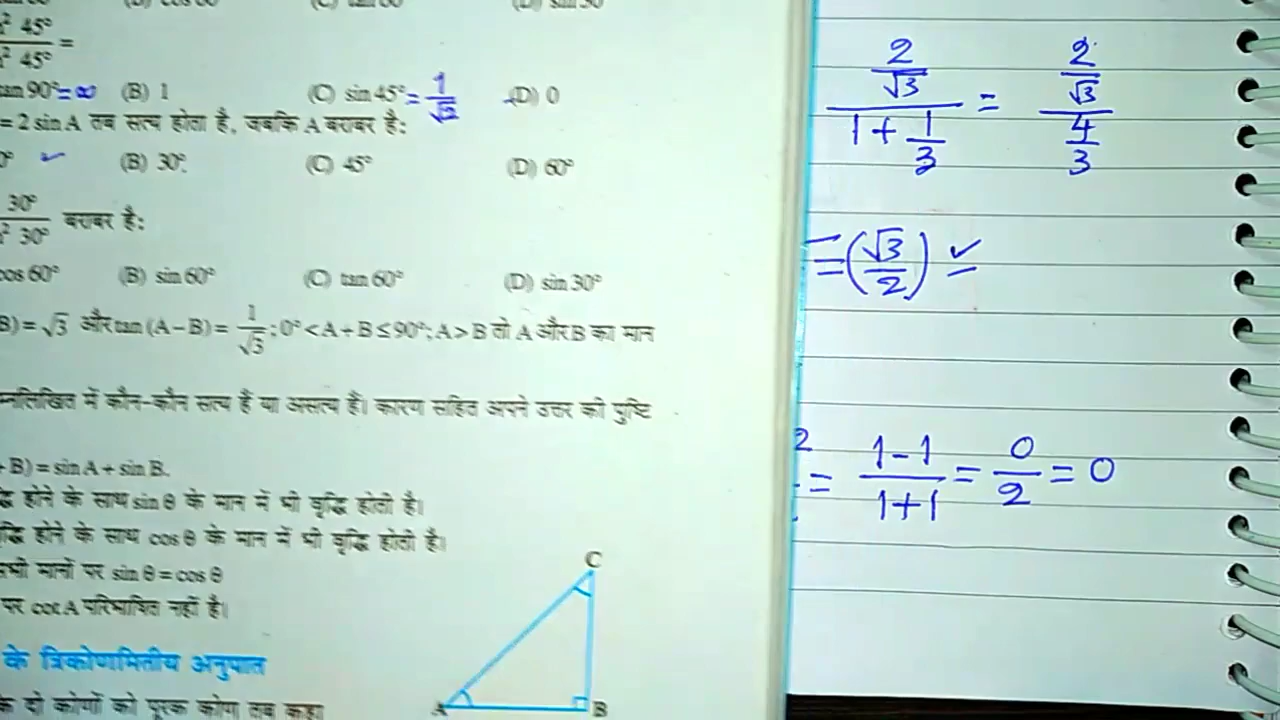 ² 45°
² 45° =
tan 90° = ∞ (B) 1 (C) sin 45° = 1/√2 (D) 0
= 2 sin A तब सत्य होता है, जबकि A बराबर है:
0° ✓ (B) 30°. (C) 45° (D) 60°
30°
² 30° बराबर है:
cos 60° (B) sin 60° (C) tan 60° (D) sin 30°
B) = √3 और tan (A – B) = 1/√3 ; 0° < A + B ≤ 90° ; A > B तो A और B का मान
म्नलिखित में कौन-कौन सत्य हैं या असत्य हैं। कारण सहित अपने उत्तर की पुष्टि
+ B) = sin A + sin B.
द्धि होने के साथ sin θ के मान में भी वृद्धि होती है।
वृद्धि होने के साथ cos θ के मान में भी वृद्धि होती है।
सभी मानों पर sin θ = cos θ
पर cot A परिभाषित नहीं है।
के त्रिकोणमितीय अनुपात
के दो कोणों को पूरक कोण तब कहा
C
A B
(2/√3)/(1 + 1/3) = (2/√3)/(4/3)
= (√3/2) ✓
2
= (1-1)/(1+1) = 0/2 = 0